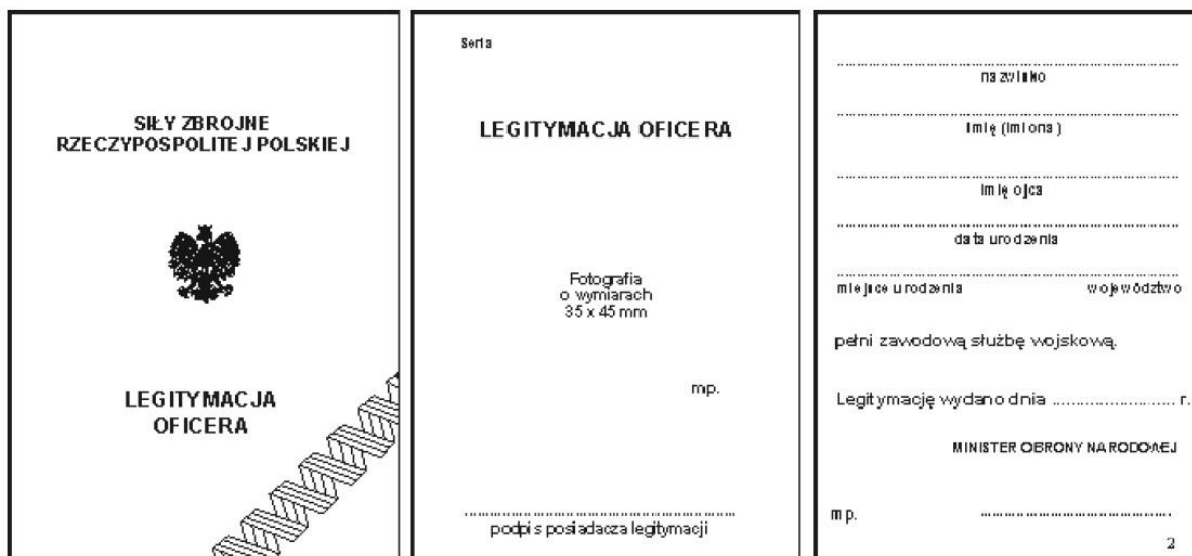 SIŁY ZBROJNE
RZECZYPOSPOLITEJ POLSKIEJ
LEGITYMACJA
OFICERA
Seria
LEGITYMACJA OFICERA
Fotografia
o wymiarach
35 x 45 mm
mp.
podpis posiadacza legitymacji
nazwisko
imię (imiona)
imię ojca
data urodzenia
miejsce urodzenia województwo
pełni zawodową służbę wojskową.
Legitymację wydano dnia ........................... r.
MINISTER OBRONY NARODOWEJ
mp.
2